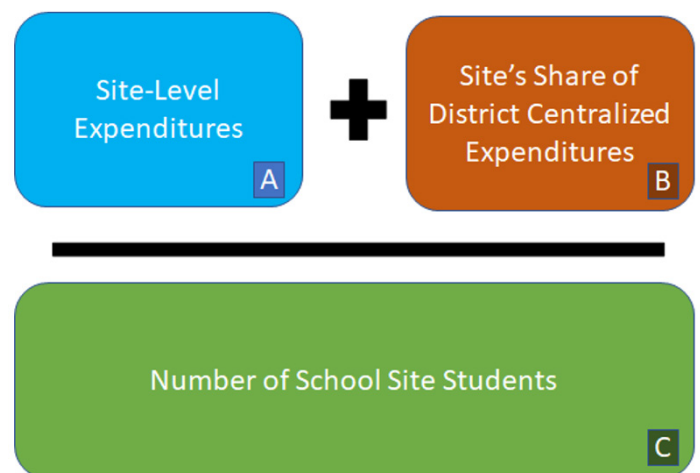 Site-Level
Expenditures
A
Site's Share of
District Centralized
Expenditures
B
Number of School Site Students
C